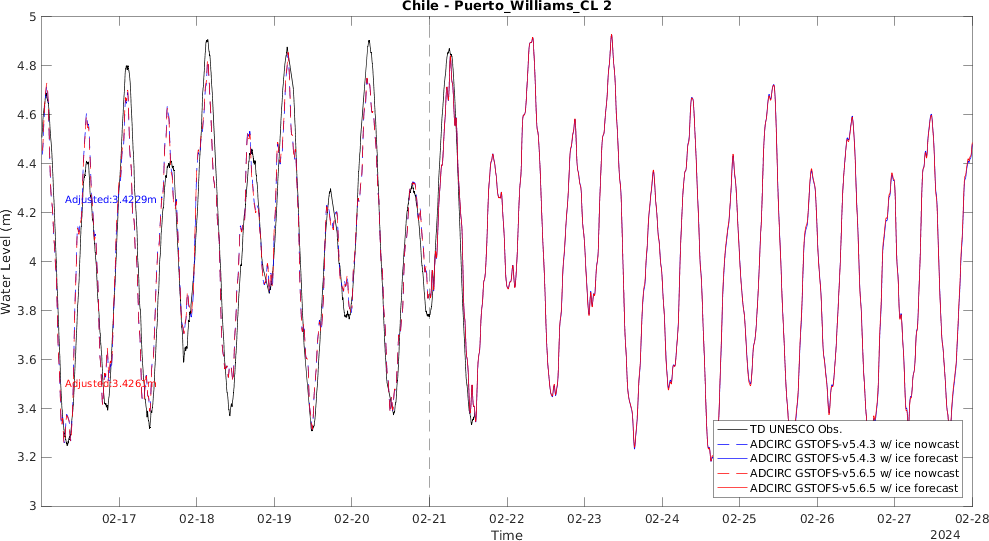 Chile - Puerto_Williams_CL 2
5
4.8
4.6
4.4
4.2
4
3.8
3.6
3.4
3.2
3
Water Level (m)
Adjusted:3.4229m
Adjusted:3.4261m
TD UNESCO Obs.
ADCIRC GSTOFS-v5.4.3 w/ ice nowcast
ADCIRC GSTOFS-v5.4.3 w/ ice forecast
ADCIRC GSTOFS-v5.6.5 w/ ice nowcast
ADCIRC GSTOFS-v5.6.5 w/ ice forecast
02-17 02-18 02-19 02-20 02-21 02-22 02-23 02-24 02-25 02-26 02-27 02-28
Time
2024